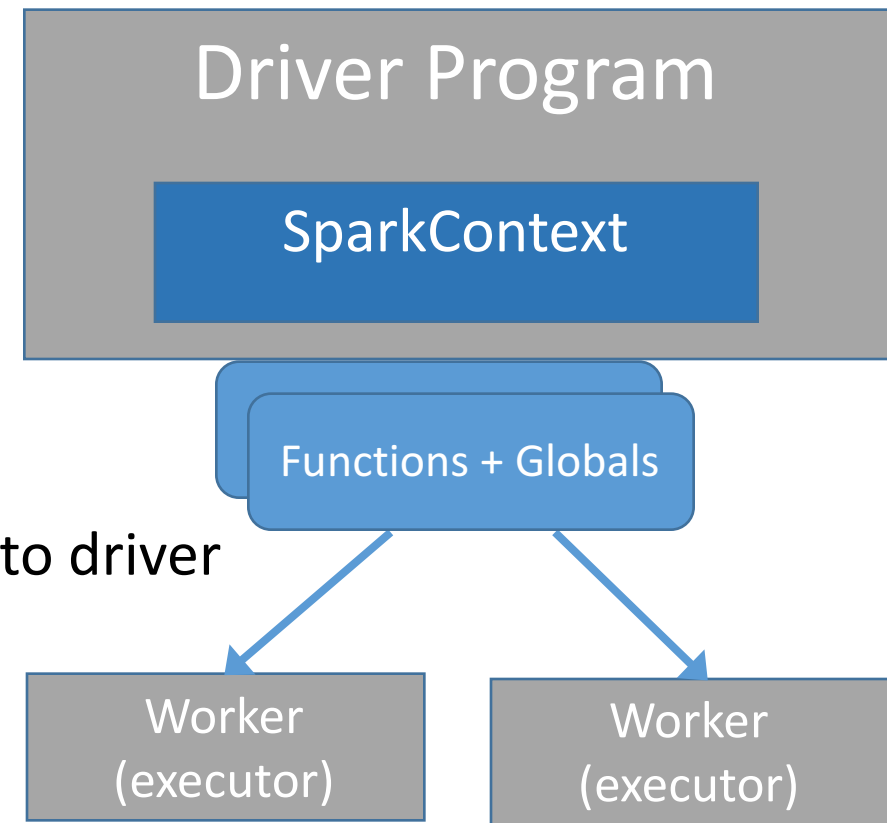 Driver Program
SparkContext
Functions + Globals
to driver
Worker
(executor)
Worker
(executor)